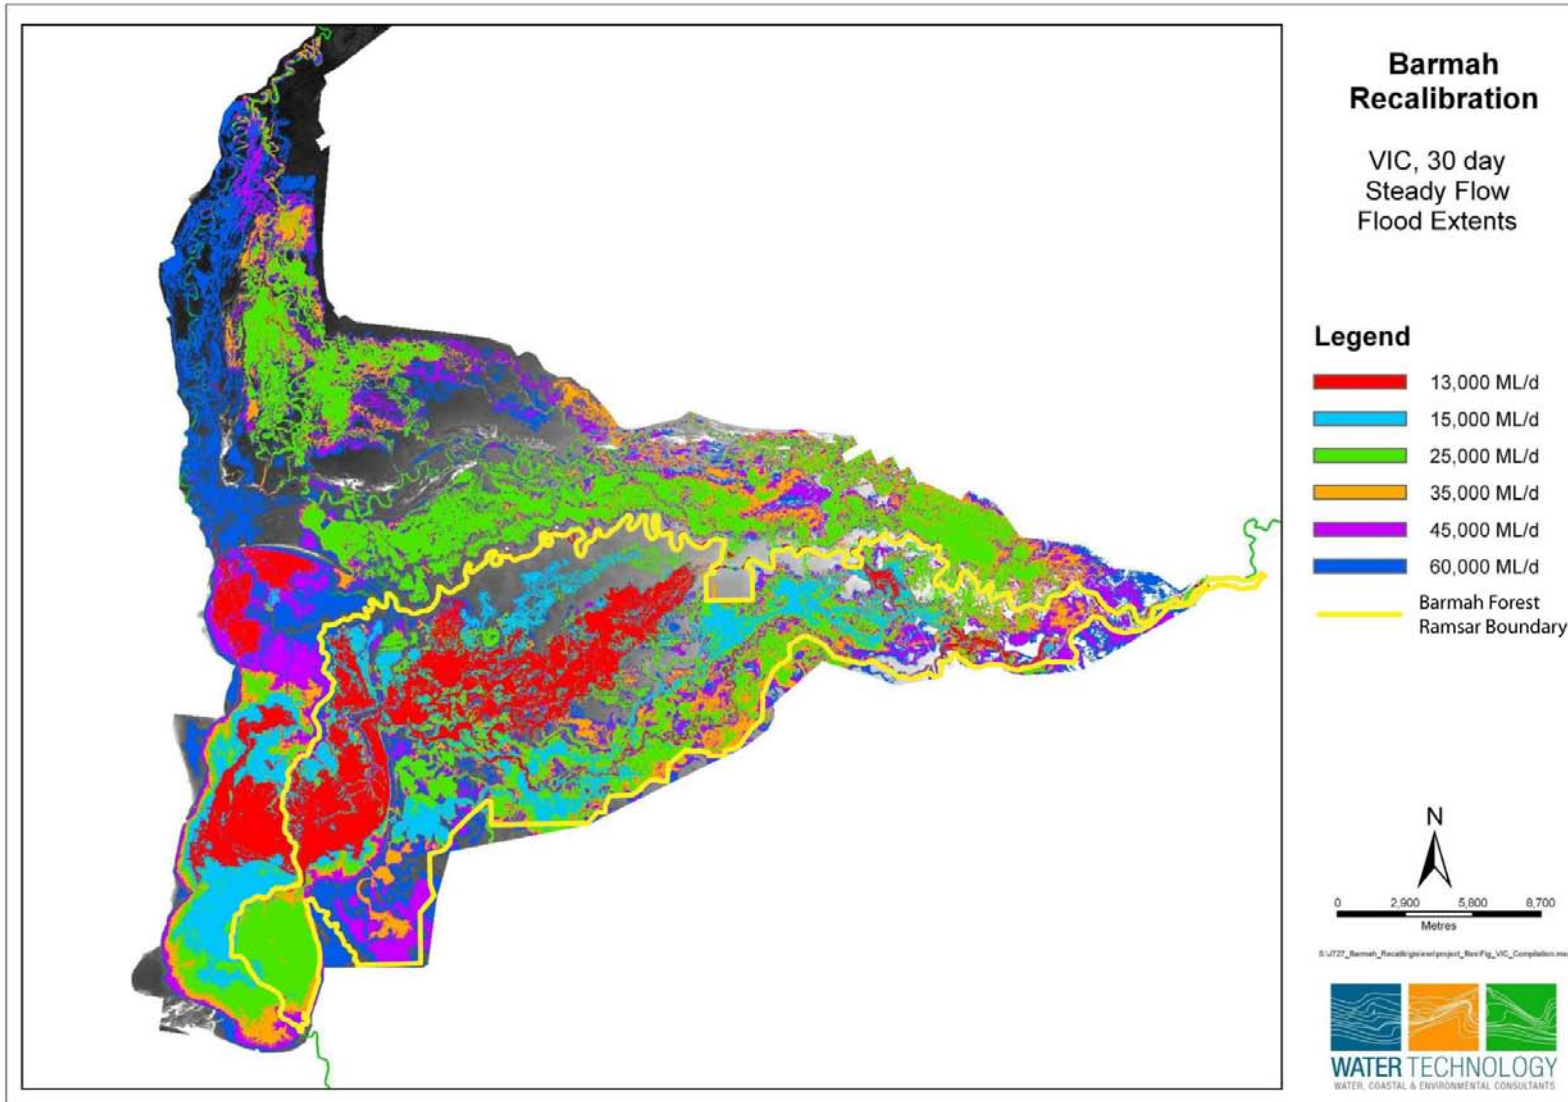 Barmah
Recalibration
VIC, 30 day
Steady Flow
Flood Extents
Legend
13,000 ML/d
15,000 ML/d
25,000 ML/d
35,000 ML/d
45,000 ML/d
60,000 ML/d
Barmah Forest
Ramsar Boundary
N
0 2,900 5,800 8,700
Metres
WATER TECHNOLOGY
WATER, COASTAL & ENVIRONMENTAL CONSULTANTS